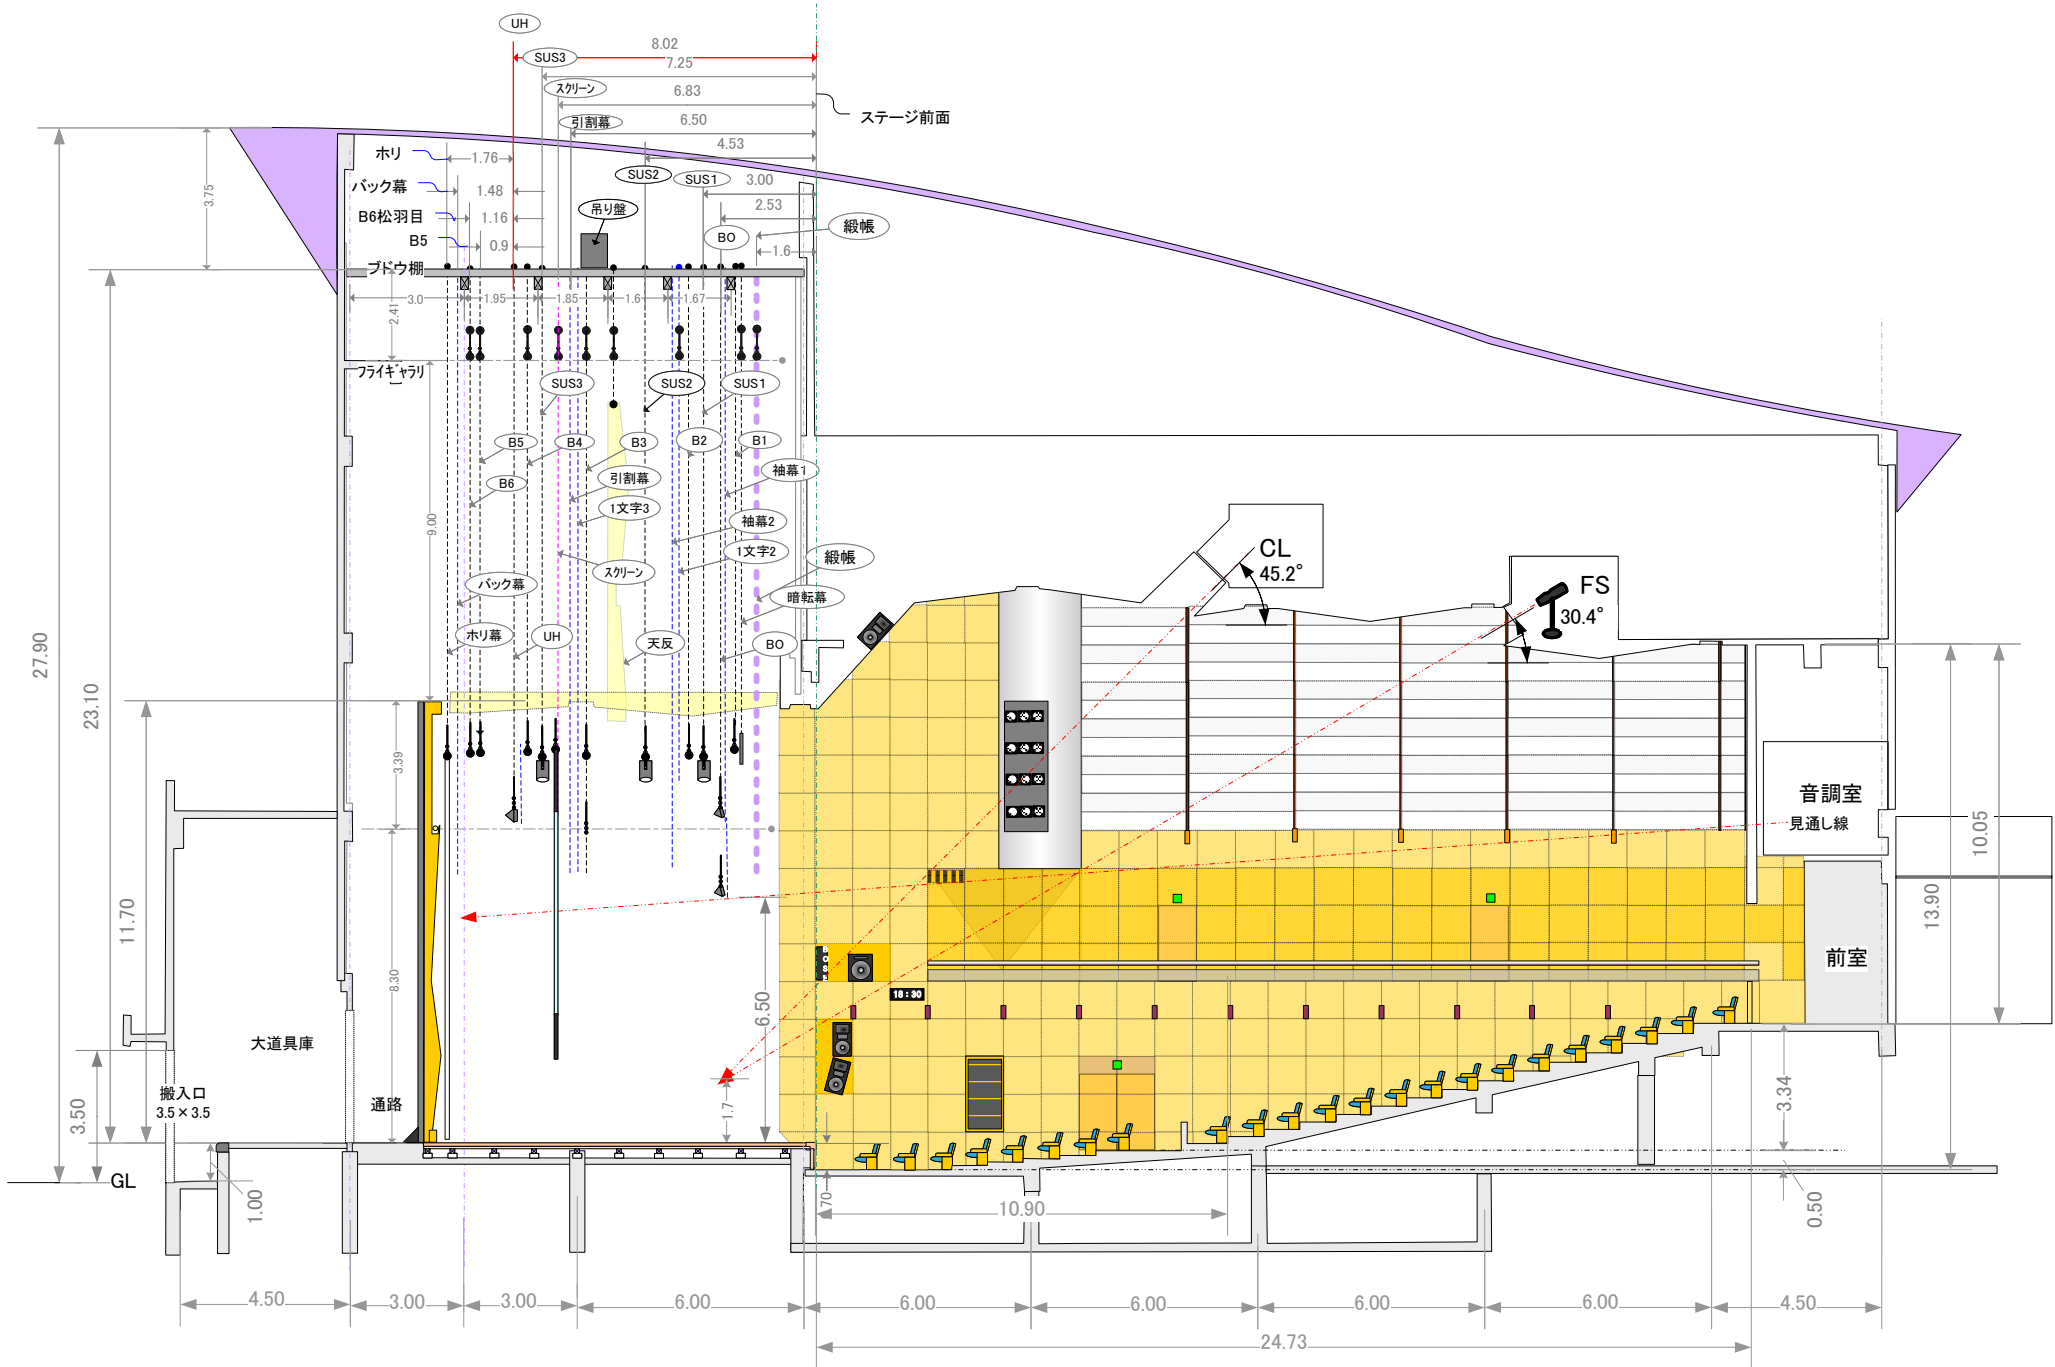 UH
8.02
SUS3
7.25
スクリーン
6.83
ステージ前面
引割幕
6.50
4.53
ホリ
1.76
SUS2
SUS1
3.00
バック幕
1.48
3.75
吊り盤
2.53
B6松羽目
1.16
緞帳
B5
0.9
BO
1.6
ブドウ棚
3.0
1.95
1.85
1.6
1.67
2.41
フライギャラリ
SUS3
SUS2
SUS1
B5
B4
B3
B2
B1
袖幕1
B6
引割幕
1文字3
9.00
袖幕2
1文字2
緞帳
スクリーン
バック幕
暗転幕
ホリ幕
UH
天反
BO
CL
45.2°
FS
30.4°
27.90
23.10
11.70
3.39
8.30
6.50
1.7
音調室
見通し線
10.05
13.90
前室
18:30
大道具庫
搬入口
3.5×3.5
通路
3.50
GL
1.00
.70
10.90
3.34
0.50
4.50
3.00
3.00
6.00
6.00
6.00
6.00
6.00
4.50
24.73